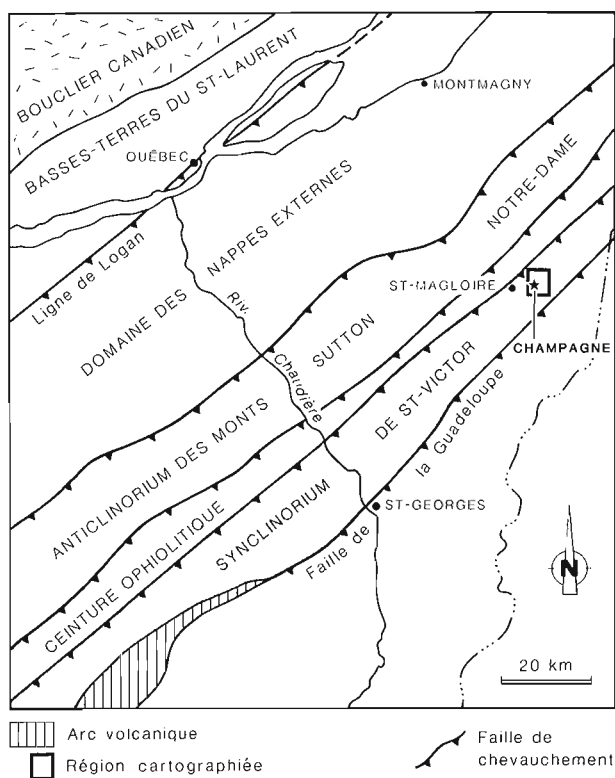 BOUCLIER CANADIEN
BASSES-TERRES DU ST-LAURENT
MONTMAGNY
QUÉBEC
Ligne de Logan
DOMAINE DES NAPPES EXTERNES
NOTRE-DAME
Riv. Chaudière
ST-MAGLOIRE
CHAMPAGNE
SUTTON
ANTICLINORIUM DES MONTS
DE ST-VICTOR
SYNCLINORIUM
CEINTURE OPHIOLITIQUE
Faille de la Guadeloupe
ST-GEORGES
N
20 km
Arc volcanique
Région cartographiée
Faille de
chevauchement